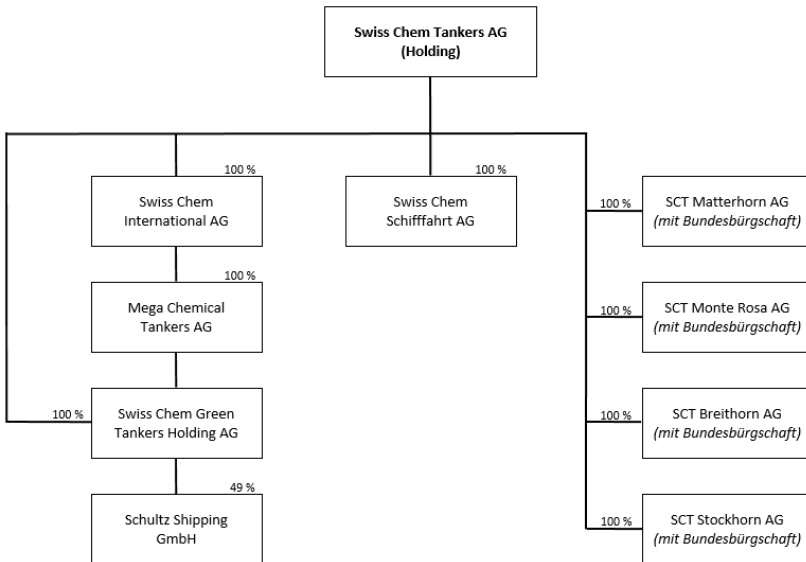 Swiss Chem Tankers AG
(Holding)
100 %
Swiss Chem
International AG
100 %
Swiss Chem
Schifffahrt AG
100 %
SCT Matterhorn AG
(mit Bundesbürgschaft)
100 %
Mega Chemical
Tankers AG
100 %
SCT Monte Rosa AG
(mit Bundesbürgschaft)
100 %
Swiss Chem Green
Tankers Holding AG
100 %
SCT Breithorn AG
(mit Bundesbürgschaft)
49 %
Schultz Shipping
GmbH
100 %
SCT Stockhorn AG
(mit Bundesbürgschaft)